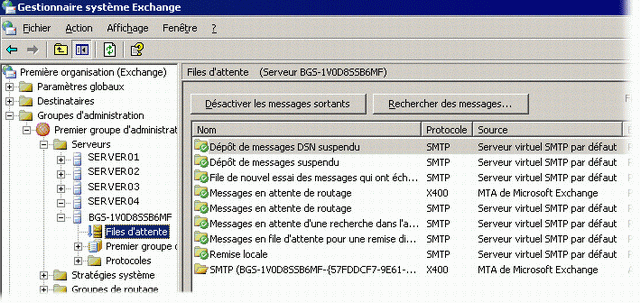 Gestionnaire système Exchange
Fichier Action Affichage Fenêtre ?
Première organisation (Exchange)
Paramètres globaux
Destinataires
Groupes d'administration
Premier groupe d'administra
Serveurs
SERVER01
SERVER02
SERVER03
SERVER04
BGS-1V0D8SSB6MF
Files d'attente
Premier groupe
Protocoles
Stratégies système
Groupes de routage
Files d'attente (Serveur BGS-1V0D8SSB6MF)
Désactiver les messages sortants Rechercher des messages...
Nom Protocole Source
Dépôt de messages DSN suspendu SMTP Serveur virtuel SMTP par défaut
Dépôt de messages suspendu SMTP Serveur virtuel SMTP par défaut
File de nouvel essai des messages qui ont éch... SMTP Serveur virtuel SMTP par défaut
Messages en attente de routage X400 MTA de Microsoft Exchange
Messages en attente de routage SMTP Serveur virtuel SMTP par défaut
Messages en attente d'une recherche dans l'a... SMTP Serveur virtuel SMTP par défaut
Messages en file d'attente pour une remise di... SMTP Serveur virtuel SMTP par défaut
Remise locale SMTP Serveur virtuel SMTP par défaut
SMTP (BGS-1V0D8SSB6MF-{57FDDCF7-9E61-... X400 MTA de Microsoft Exchange